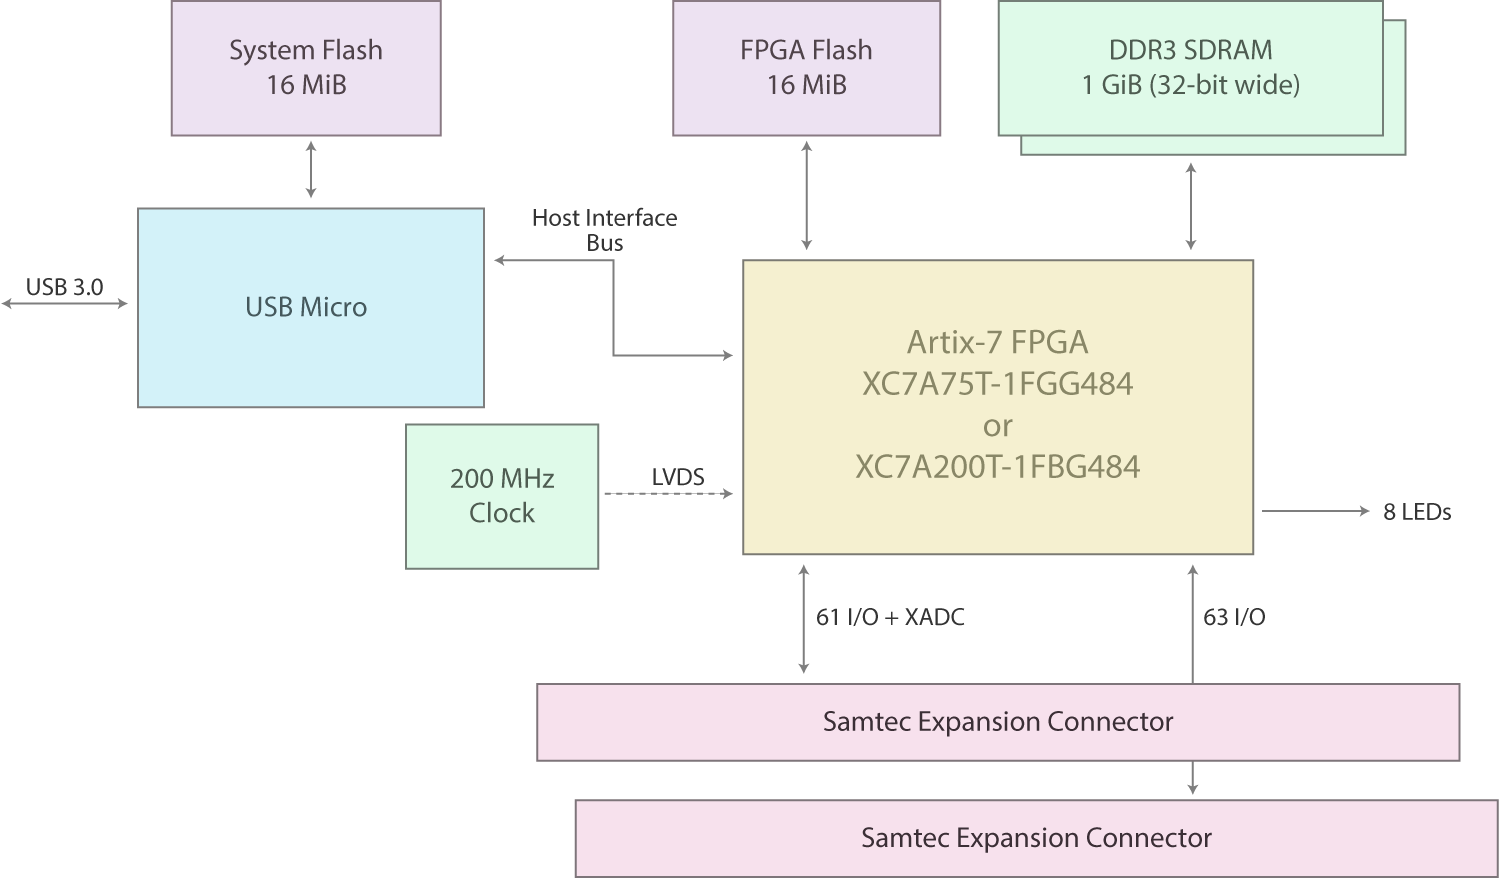 System Flash
16 MiB
FPGA Flash
16 MiB
DDR3 SDRAM
1 GiB (32-bit wide)
Host Interface
Bus
USB 3.0
USB Micro
Artix-7 FPGA
XC7A75T-1FGG484
or
XC7A200T-1FBG484
200 MHz
Clock
LVDS
8 LEDs
61 I/O + XADC
63 I/O
Samtec Expansion Connector
Samtec Expansion Connector